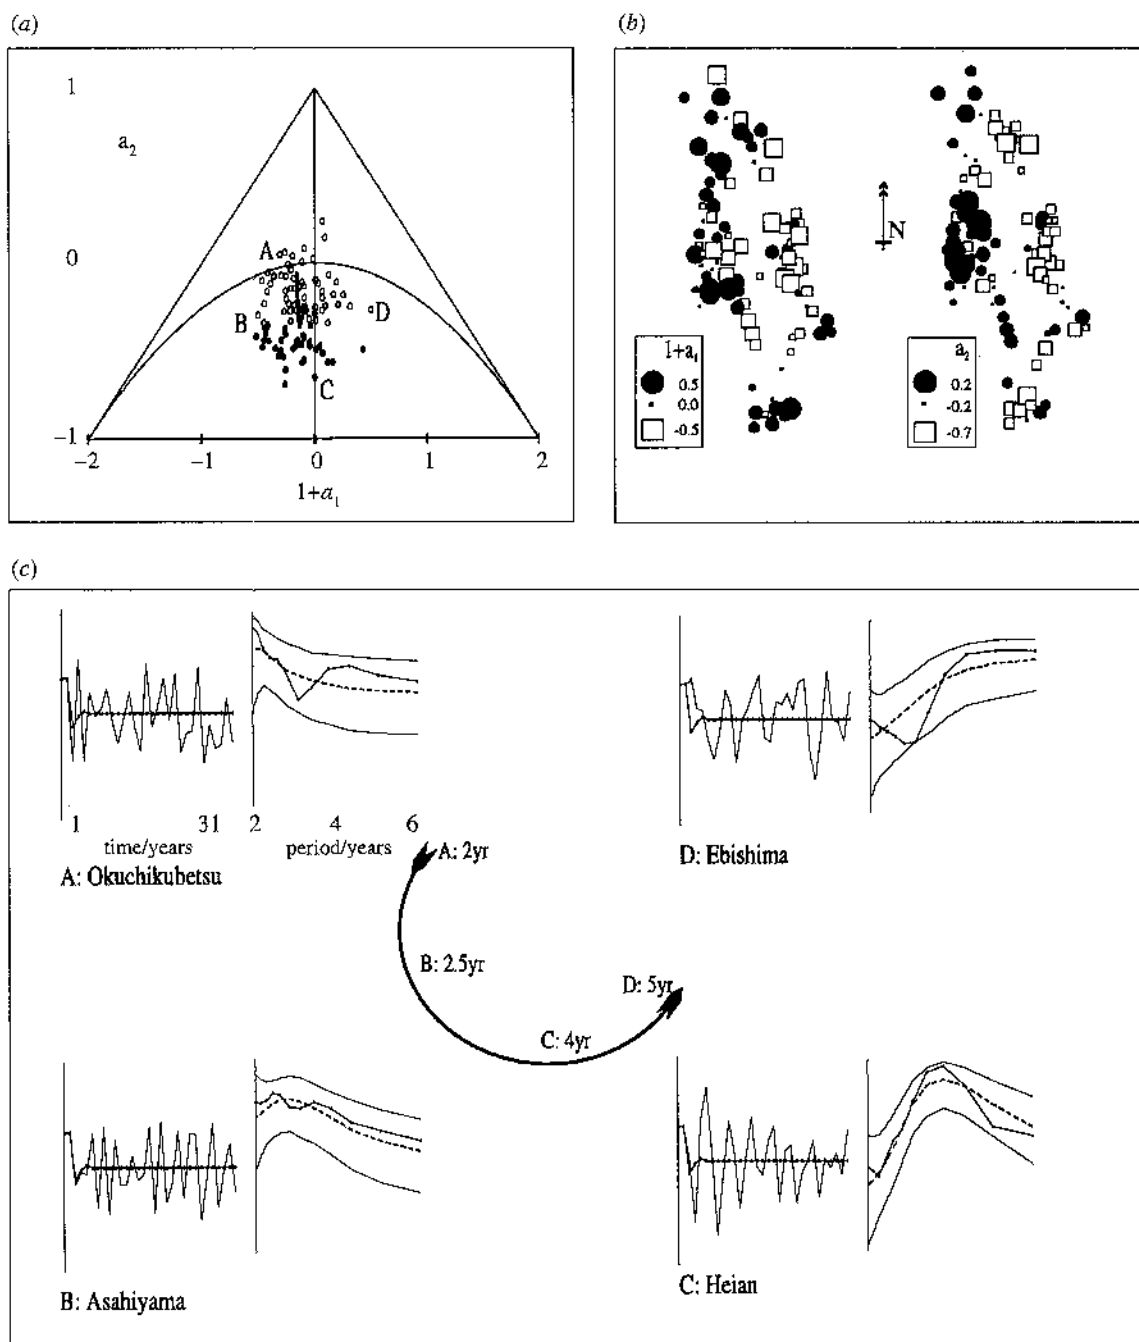 (a)
1
a2
0
A
B
D
C
-1
-2 -1 0 1 2
1+a1
(b)
N
1+a1
0.5
0.0
-0.5
a2
0.2
-0.2
-0.7
(c)
1 31
time/years
2 4 6
period/years
A: Okuchikubetsu
D: Ebishima
A: 2yr
B: 2.5yr
C: 4yr
D: 5yr
B: Asahiyama
C: Heian